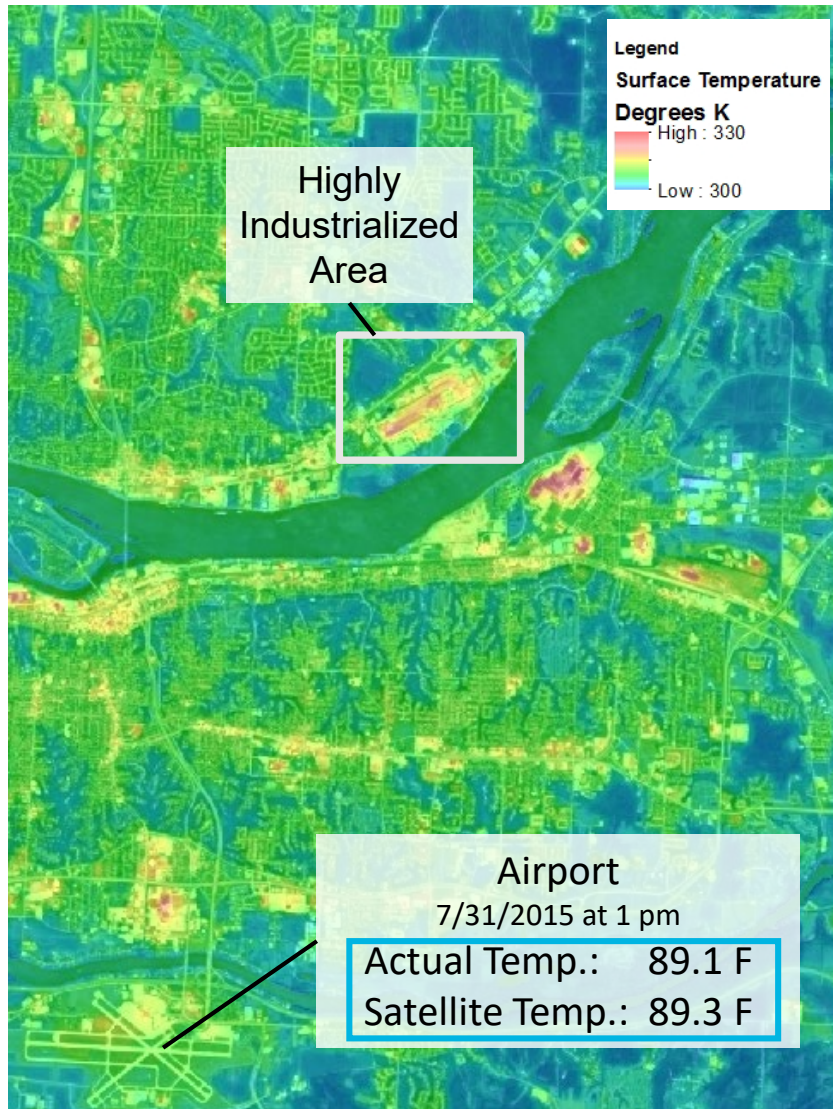 Legend
Surface Temperature
Degrees K
High : 330
Low : 300
Highly
Industrialized
Area
Airport
7/31/2015 at 1 pm
Actual Temp.: 89.1 F
Satellite Temp.: 89.3 F